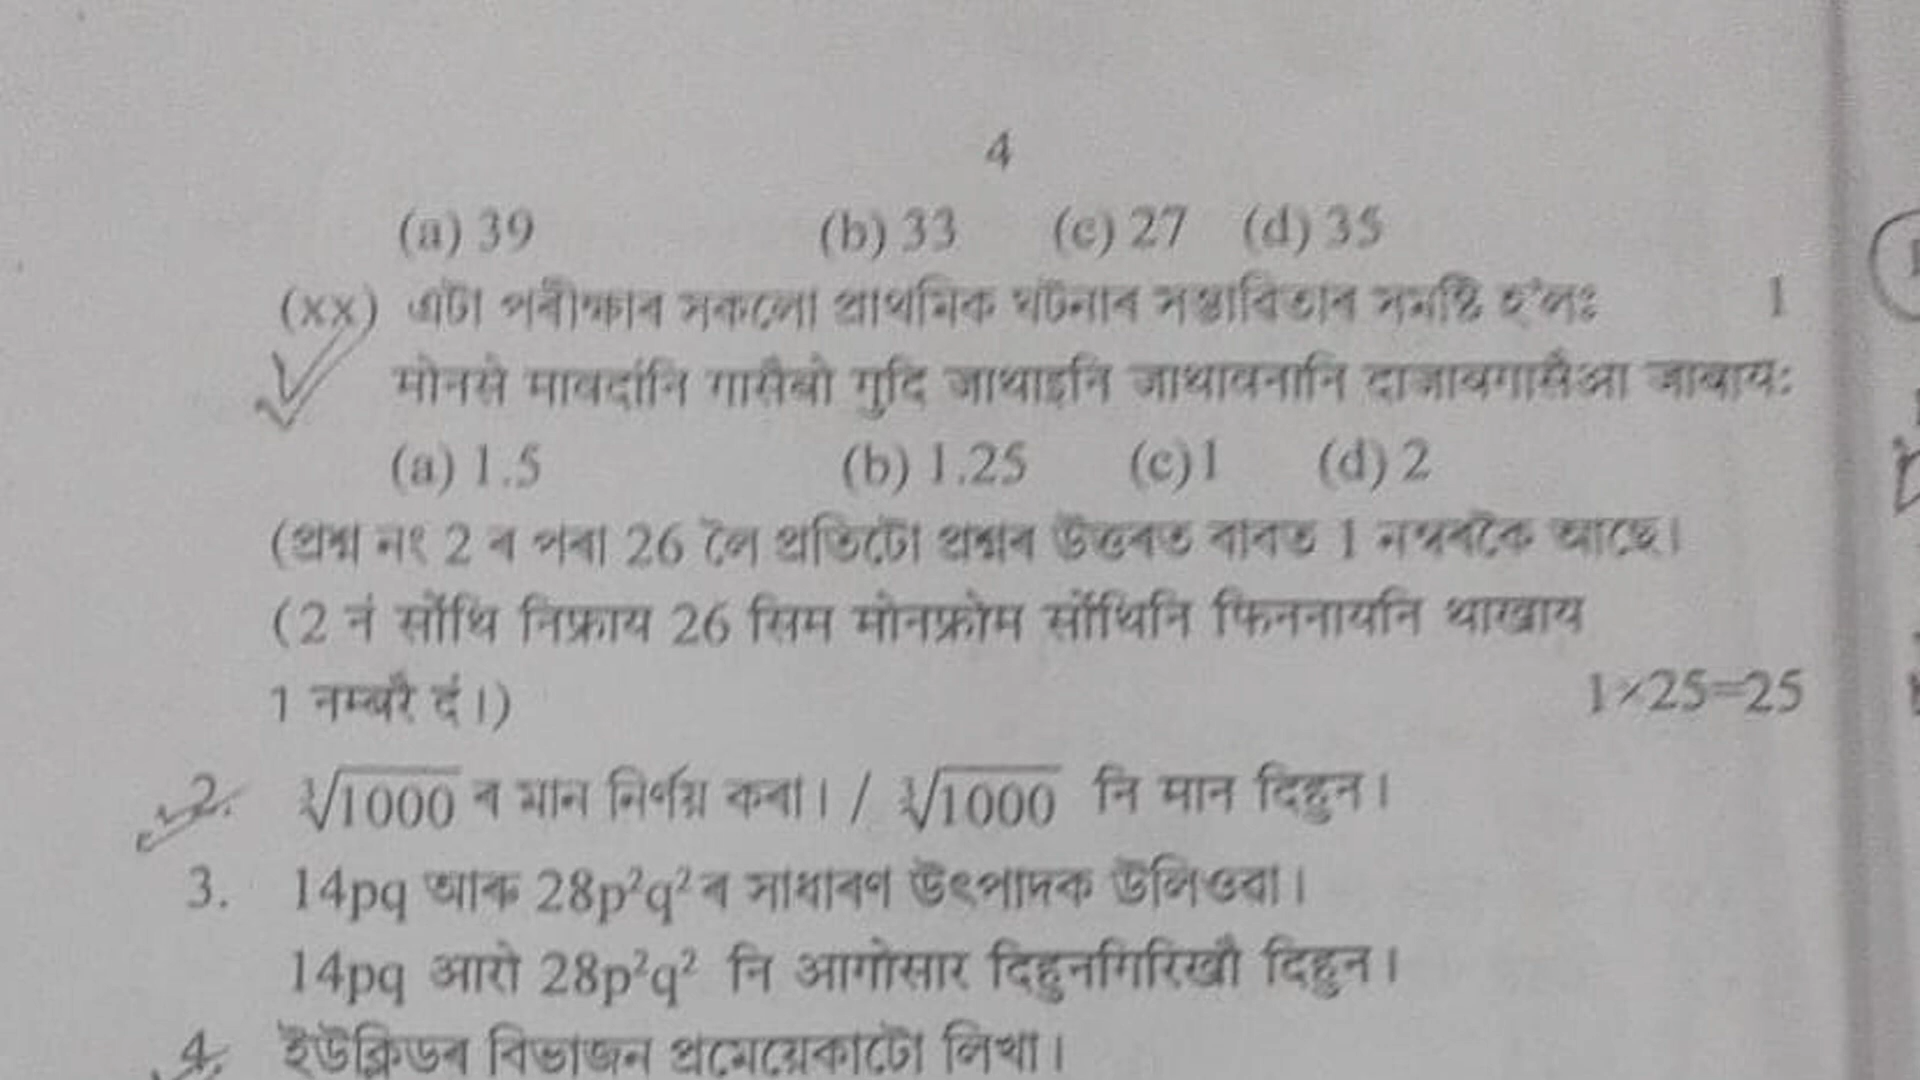 4
(a) 39 (b) 33 (c) 27 (d) 35
(xx) এটা পৰীক্ষাৰ সকলো প্ৰাথমিক ঘটনাৰ সম্ভাৱিতাৰ সমষ্টি হ'লঃ 1
मोनसे मावदांनि गासैबो गुदि जाथाइनि जाथावनानि दाजाबगासैआ जाबायः
(a) 1.5 (b) 1.25 (c) 1 (d) 2
(প্ৰশ্ন নং 2 ৰ পৰা 26 লৈ প্ৰতিটো প্ৰশ্নৰ উত্তৰত বাবত 1 নম্বৰকৈ আছে।
(2 नं सोंथि निफ्राय 26 सिम मोनफ्रोम सोंथिनि फिननायनि थाखाय
1 नम्बरै दं।) 1×25=25
2. ∛1000 ৰ মান নিৰ্ণয় কৰা। / ∛1000 नि मान दिहुन।
3. 14pq আৰু 28p²q² ৰ সাধাৰণ উৎপাদক উলিওৱা।
14pq आरो 28p²q² नि आगोसार दिहुनगिरिखौ दिहुन।
4. ইউক্লিডৰ বিভাজন প্ৰমেয়েকাটো লিখা।